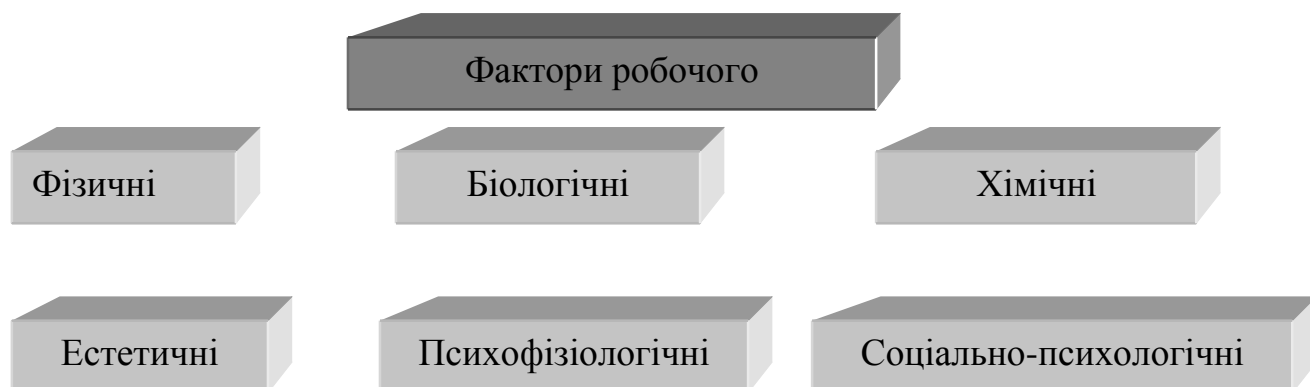 Фактори робочого
Фізичні
Біологічні
Хімічні
Естетичні
Психофізіологічні
Соціально-психологічні